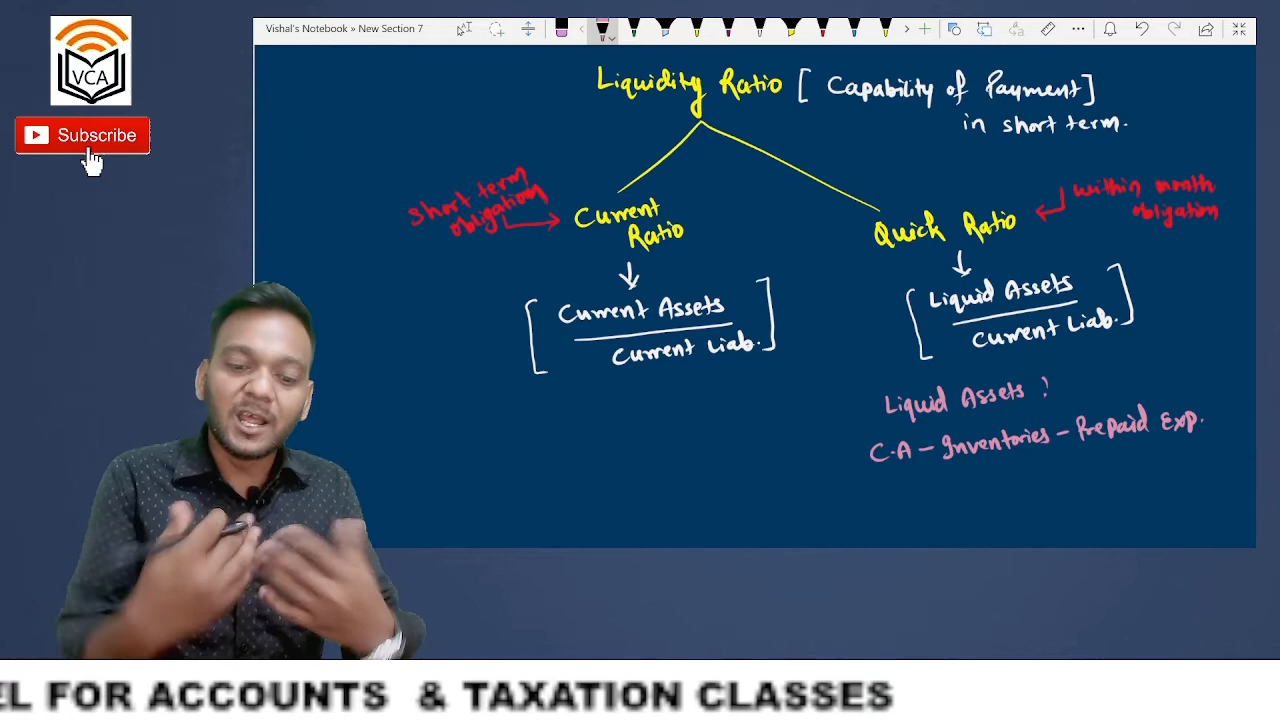 VCA
Subscribe
Vishal's Notebook » New Section 7
Liquidity Ratio [ Capability of Payment]
in short term.
short term
obligation
Current
Ratio
Quick Ratio
within month
obligation
[ Current Assets
Current Liab. ]
[ Liquid Assets
Current Liab. ]
Liquid Assets :
C.A - Inventories - Prepaid Exp.
EL FOR ACCOUNTS & TAXATION CLASSES